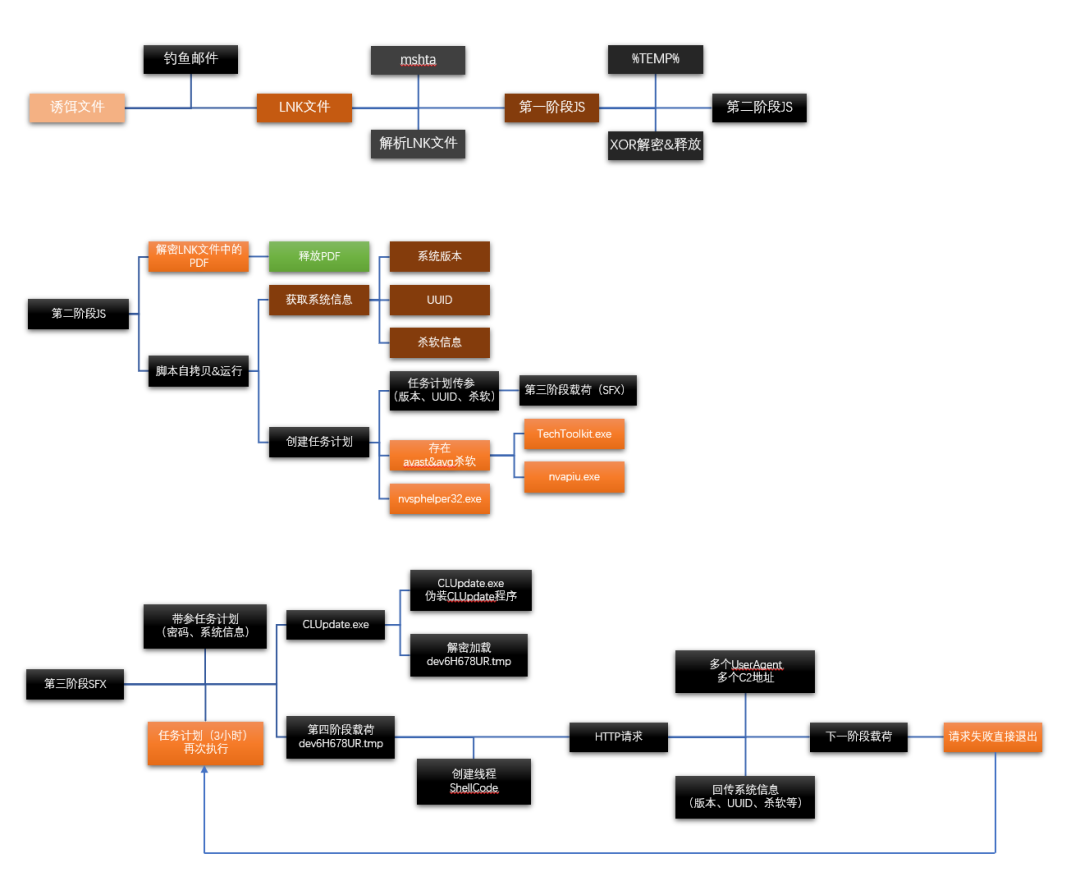 钓鱼邮件
mshta
%TEMP%
诱饵文件
LNK文件
第一阶段JS
第二阶段JS
解析LNK文件
XOR解密&释放
解密LNK文件中的
PDF
释放PDF
系统版本
获取系统信息
UUID
第二阶段JS
杀软信息
脚本自拷贝&运行
任务计划传参
（版本、UUID、杀软）
第三阶段载荷（SFX）
创建任务计划
存在
avast&avg杀软
TechToolkit.exe
nvapiu.exe
nvsphelper32.exe
CLUpdate.exe
伪装CLUpdate程序
带参任务计划
（密码、系统信息）
CLUpdate.exe
解密加载
dev6H678UR.tmp
第三阶段SFX
多个UserAgent
多个C2地址
任务计划（3小时）
再次执行
第四阶段载荷
dev6H678UR.tmp
HTTP请求
下一阶段载荷
请求失败直接退出
创建线程
ShellCode
回传系统信息
（版本、UUID、杀软等）